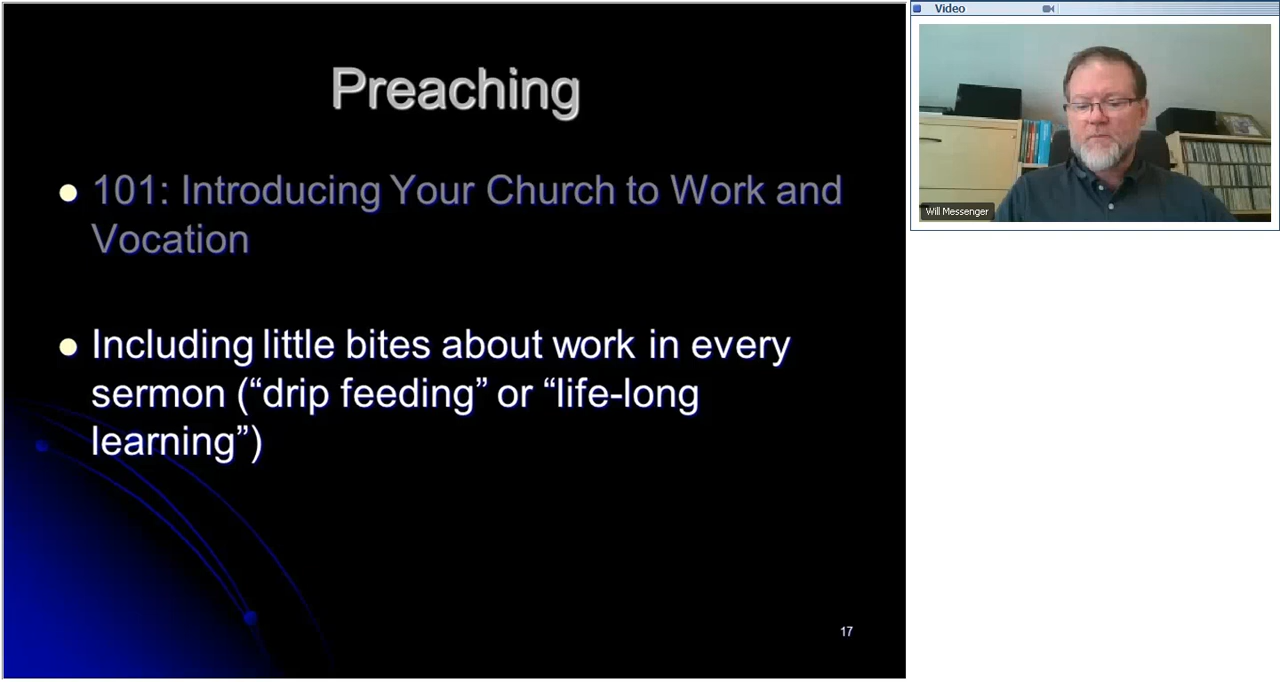 Preaching
101: Introducing Your Church to Work and
Vocation
Including little bites about work in every
sermon (“drip feeding” or “life-long
learning”)
17
Video
Will Messenger